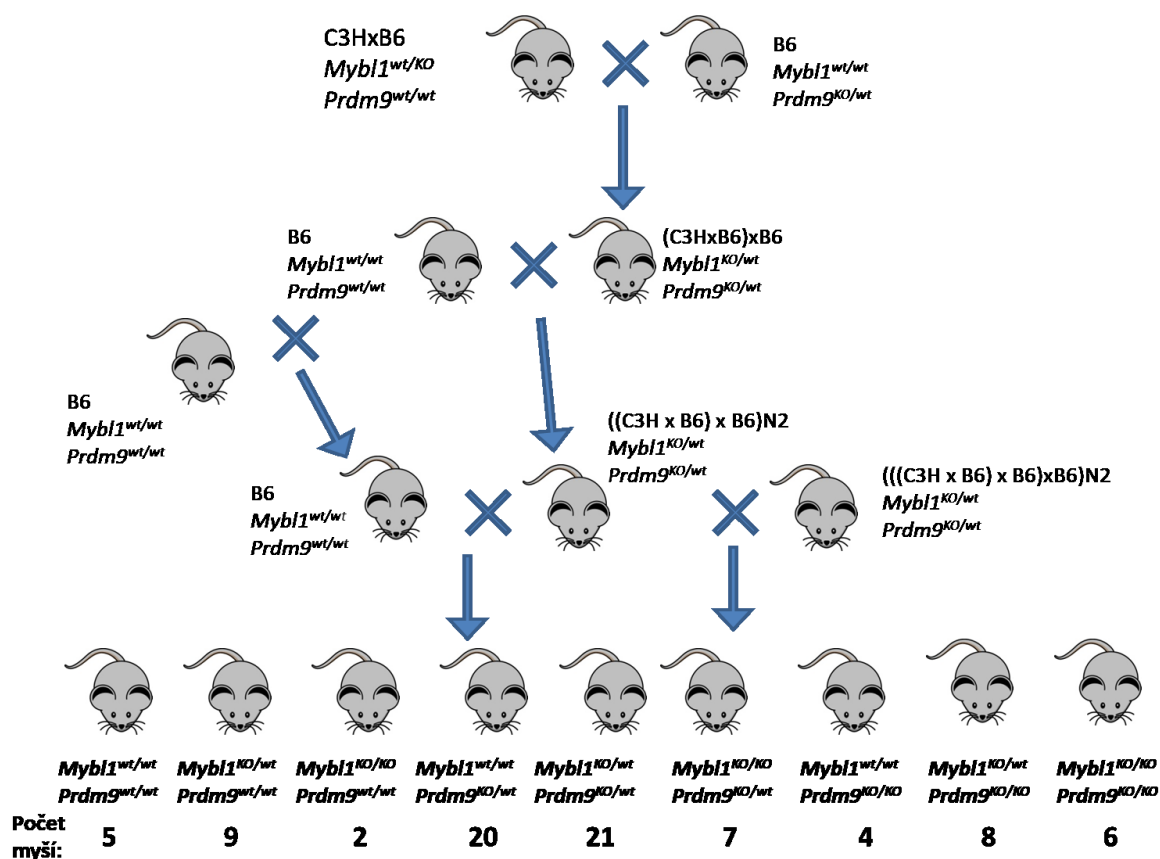 C3HxB6
Mybl1wt/KO
Prdm9wt/wt
B6
Mybl1wt/wt
Prdm9KO/wt
B6
Mybl1wt/wt
Prdm9wt/wt
(C3HxB6)xB6
Mybl1KO/wt
Prdm9KO/wt
B6
Mybl1wt/wt
Prdm9wt/wt
((C3H x B6) x B6)N2
Mybl1KO/wt
Prdm9KO/wt
B6
Mybl1wt/wt
Prdm9wt/wt
(((C3H x B6) x B6)xB6)N2
Mybl1KO/wt
Prdm9KO/wt
Mybl1wt/wt Mybl1KO/wt Mybl1KO/KO Mybl1wt/wt Mybl1KO/wt Mybl1KO/KO Mybl1wt/wt Mybl1KO/wt Mybl1KO/KO
Prdm9wt/wt Prdm9wt/wt Prdm9wt/wt Prdm9KO/wt Prdm9KO/wt Prdm9KO/wt Prdm9KO/KO Prdm9KO/KO Prdm9KO/KO
Počet
myší: 5 9 2 20 21 7 4 8 6